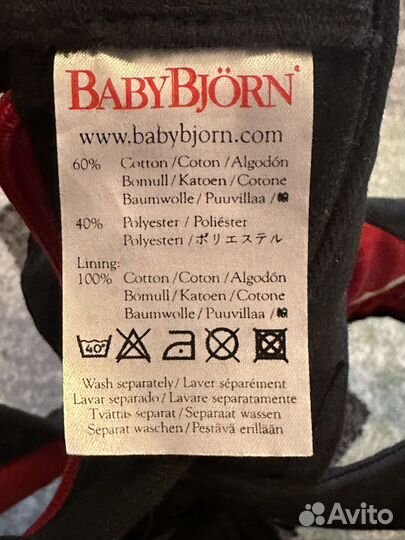 BABYBJÖRN
www.babybjorn.com
60% Cotton/Coton/Algodón
Bomull/Katoen/Cotone
Baumwolle/Puuvillaa/綿
40% Polyester/Poliéster
Polyesteri/ポリエステル
Lining:
100% Cotton/Coton/Algodón
Bomull/Katoen/Cotone
Baumwolle/Puuvillaa/綿
40°
Wash separately/Laver séparément
Lavar separado/Lavare separatamente
Tvättas separat/Separaat wassen
Separat waschen/Pestävä erillään
Avito